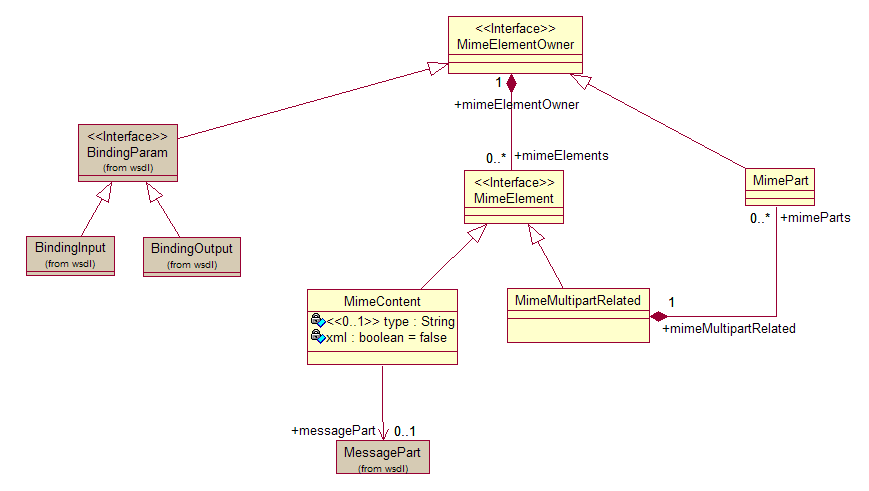 <<Interface>>
MimeElementOwner
1
+mimeElementOwner
<<Interface>>
BindingParam
(from wsdl)
0..*
+mimeElements
<<Interface>>
MimeElement
MimePart
0..*
+mimeParts
BindingInput
(from wsdl)
BindingOutput
(from wsdl)
MimeContent
<<0..1>> type : String
xml : boolean = false
MimeMultipartRelated
1
+mimeMultipartRelated
+messagePart
0..1
MessagePart
(from wsdl)